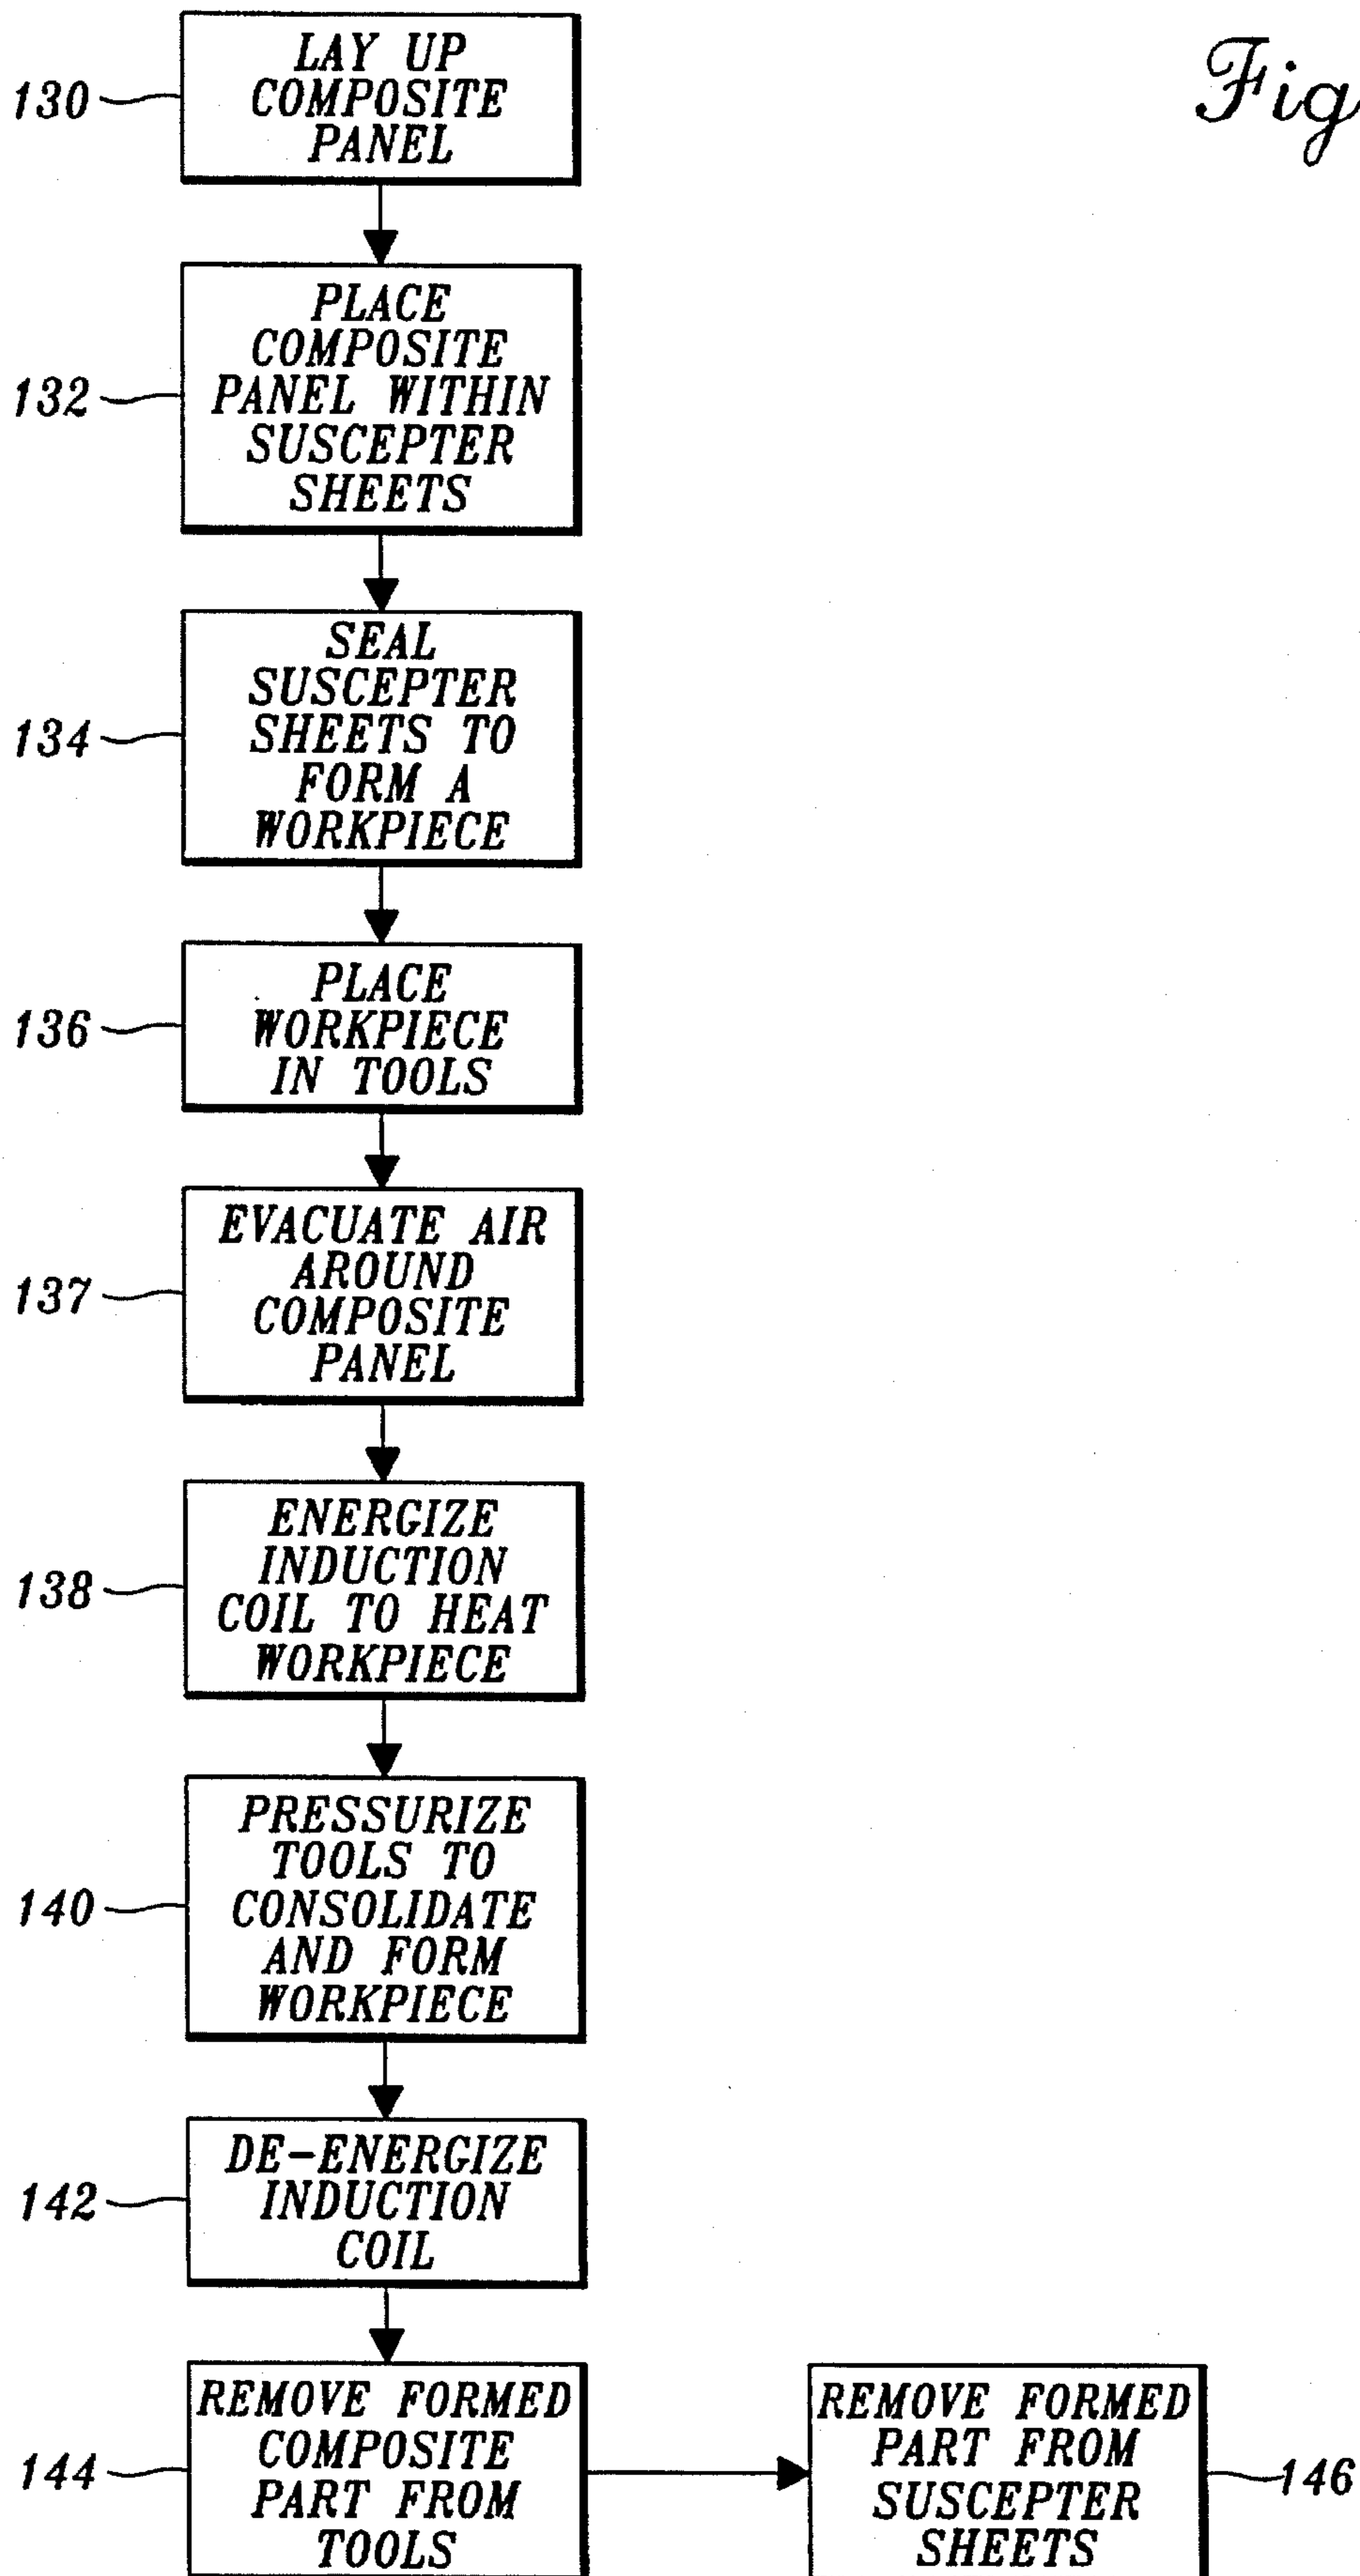 Fig
130
LAY UP
COMPOSITE
PANEL
132
PLACE
COMPOSITE
PANEL WITHIN
SUSCEPTER
SHEETS
134
SEAL
SUSCEPTER
SHEETS TO
FORM A
WORKPIECE
136
PLACE
WORKPIECE
IN TOOLS
137
EVACUATE AIR
AROUND
COMPOSITE
PANEL
138
ENERGIZE
INDUCTION
COIL TO HEAT
WORKPIECE
140
PRESSURIZE
TOOLS TO
CONSOLIDATE
AND FORM
WORKPIECE
142
DE-ENERGIZE
INDUCTION
COIL
144
REMOVE FORMED
COMPOSITE
PART FROM
TOOLS
REMOVE FORMED
PART FROM
SUSCEPTER
SHEETS
146